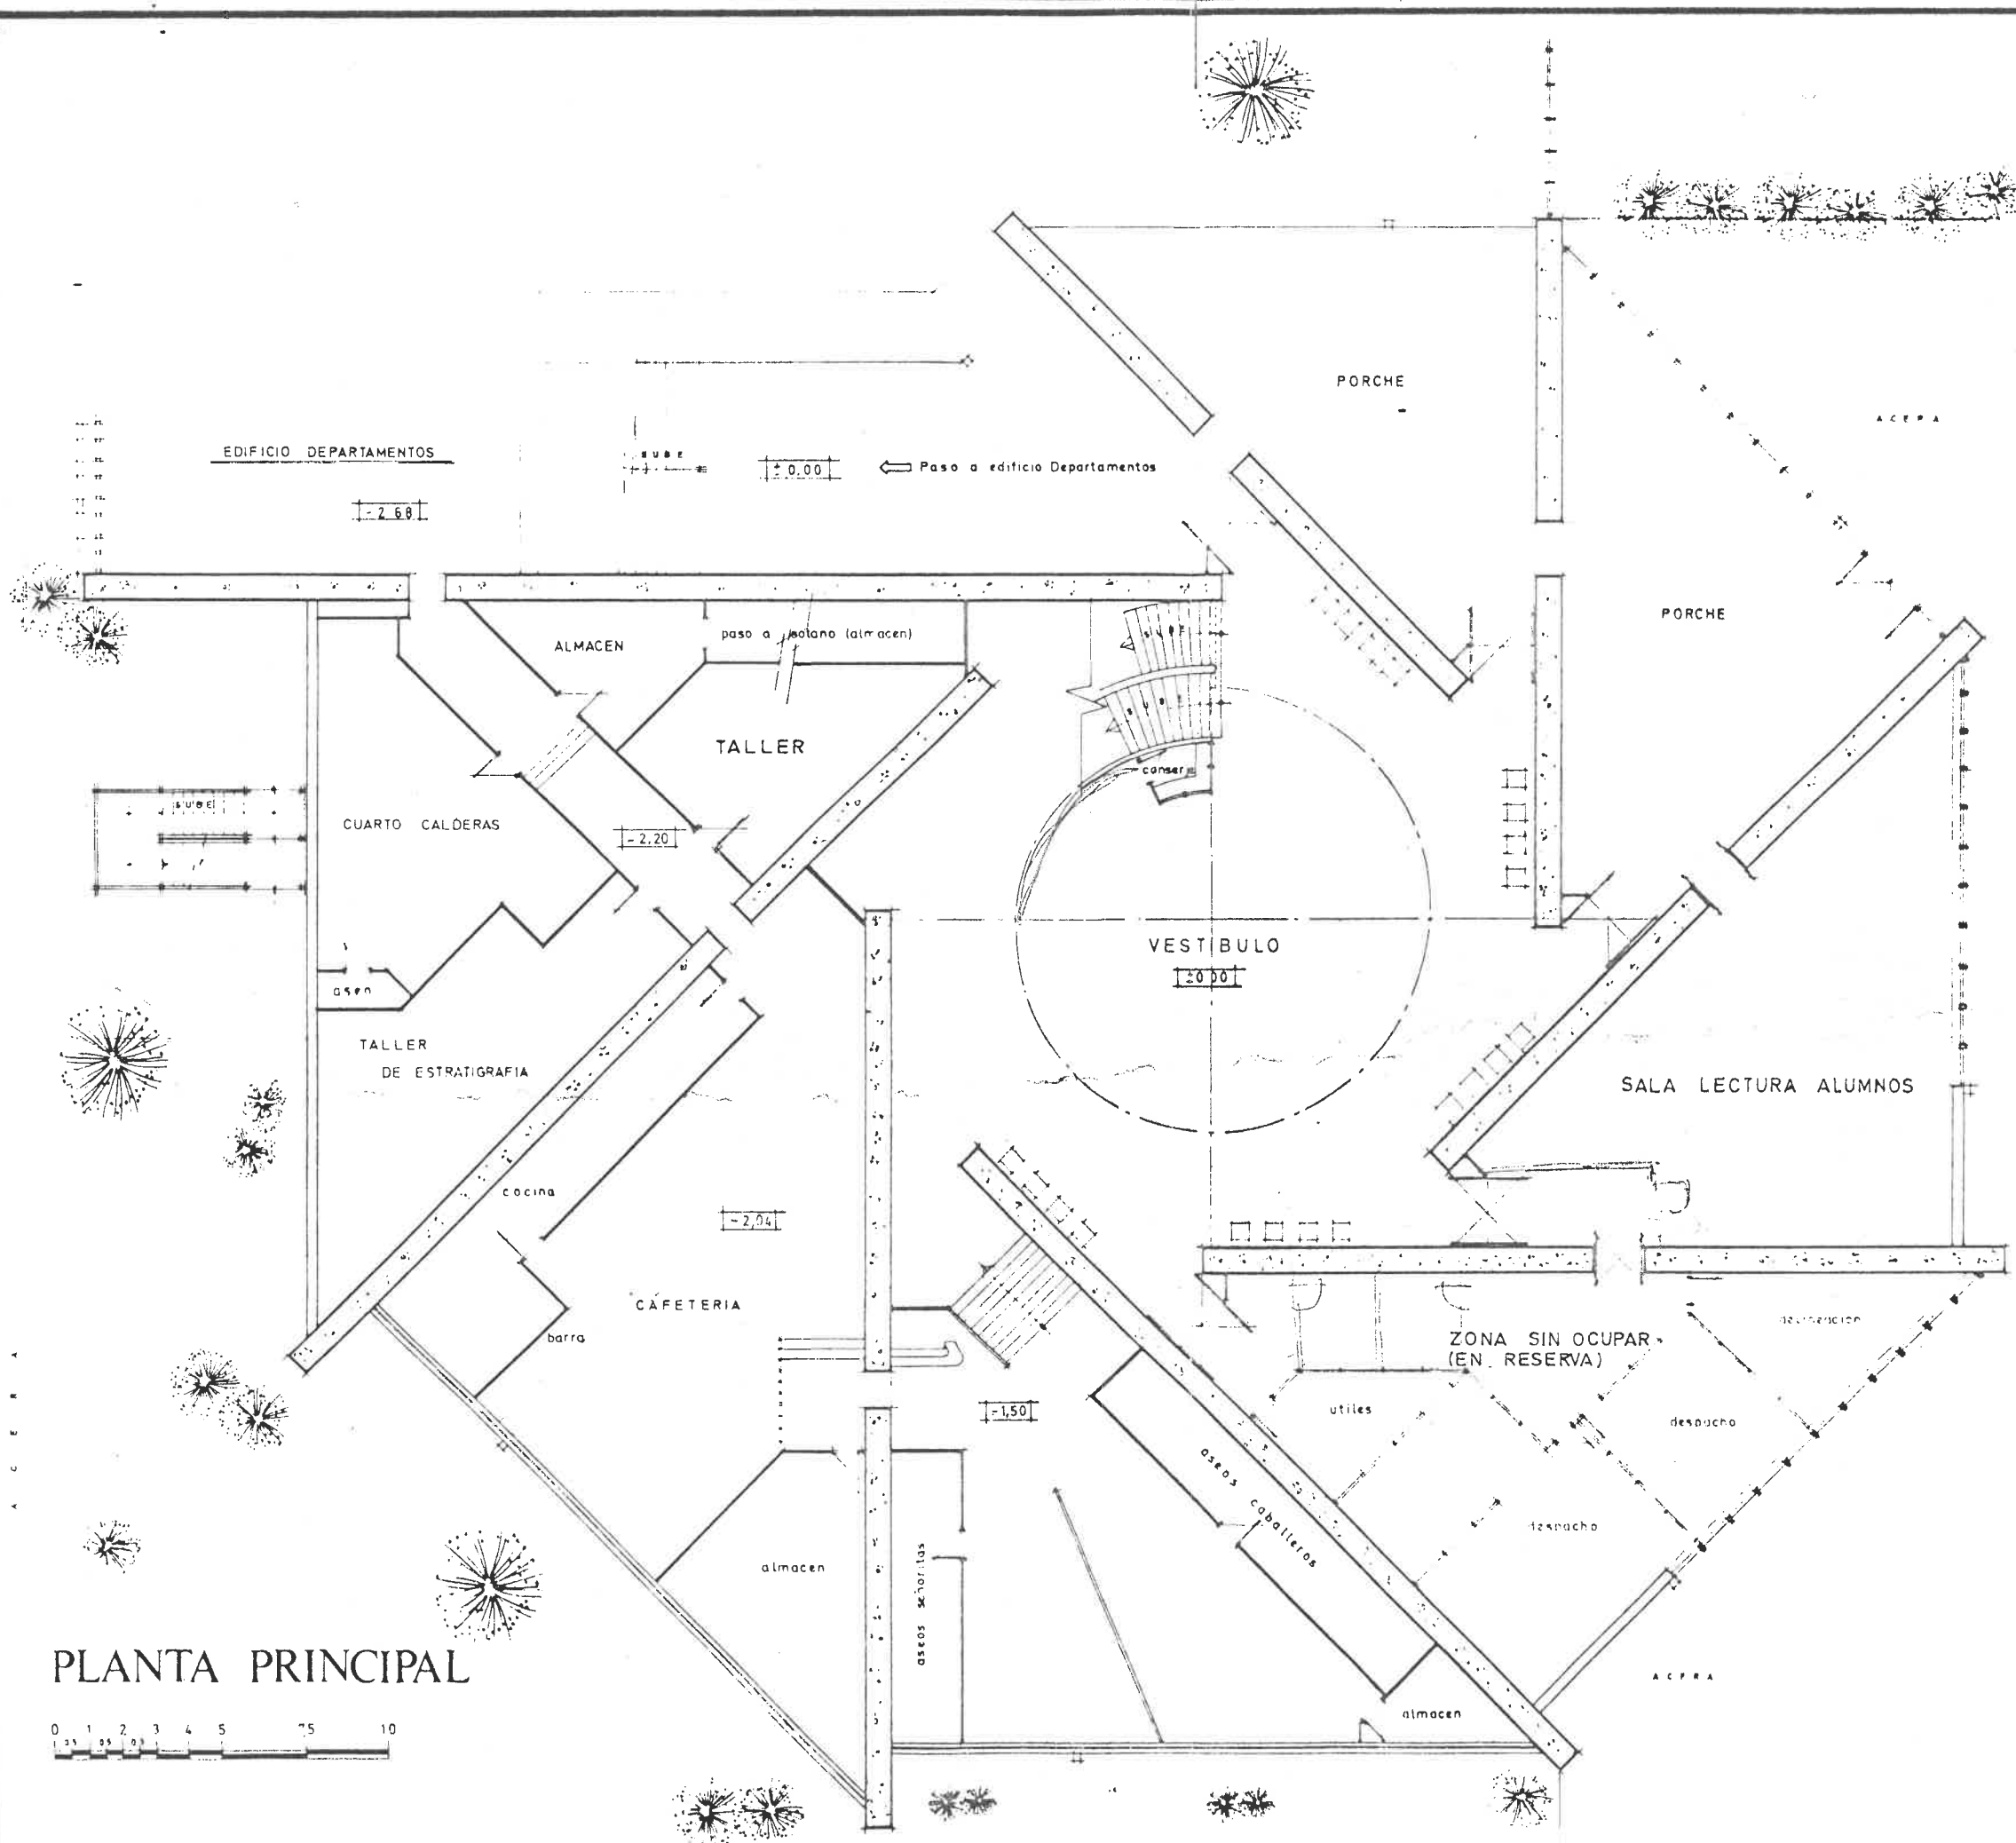 PORCHE
ACERA
EDIFICIO DEPARTAMENTOS
SUBE
± 0,00
Paso a edificio Departamentos
-2,68
PORCHE
ALMACEN
paso a sotano (almacen)
SUBE
SUBE
TALLER
conser
SUBE
CUARTO CALDERAS
-2,20
VESTIBULO
±0,00
aseo
TALLER
DE ESTRATIGRAFIA
SALA LECTURA ALUMNOS
cocina
-2,04
CAFETERIA
barra
ZONA SIN OCUPAR
(EN RESERVA)
delineacion
ACERA
-1,50
utiles
despacho
aseos caballeros
despacho
almacen
aseos señoritas
PLANTA PRINCIPAL
ACERA
almacen
0 1 2 3 4 5 7,5 10